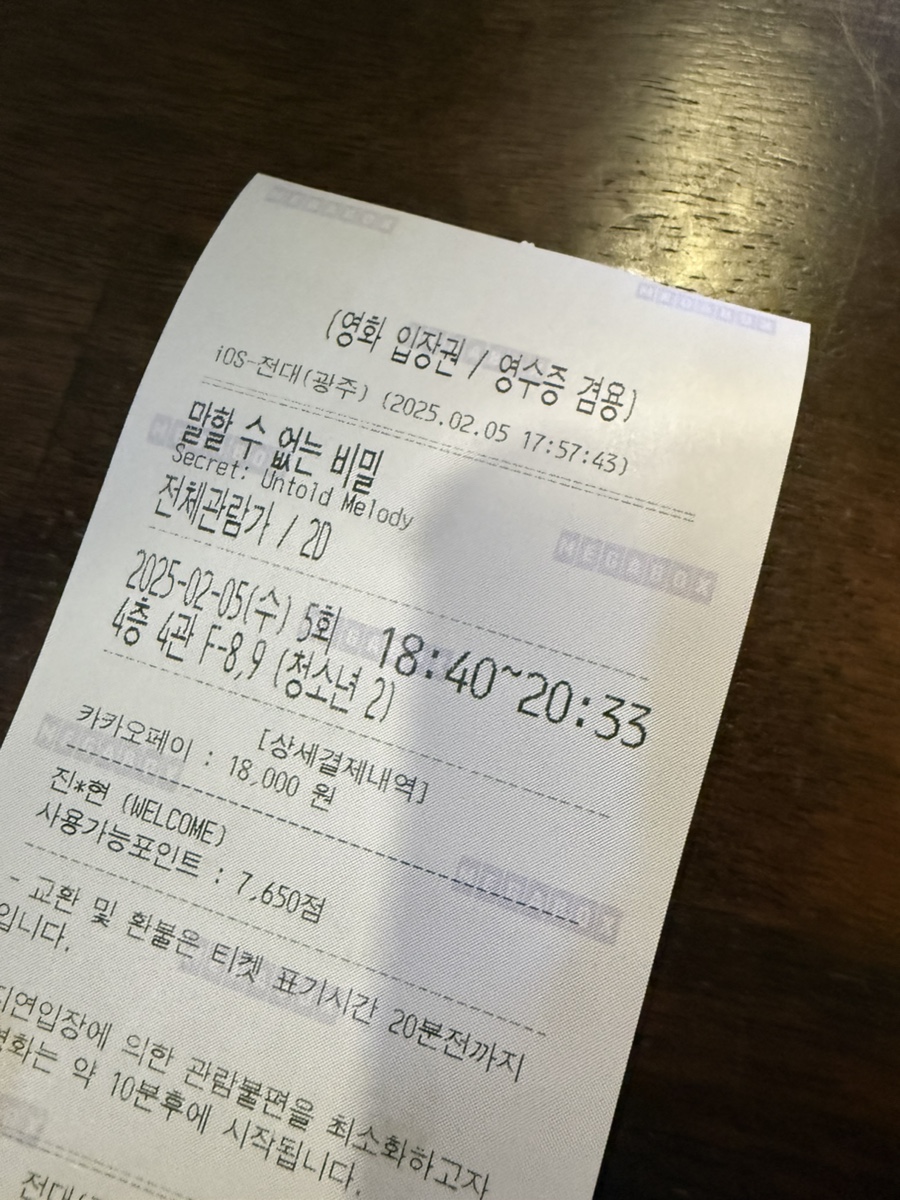 (영화 입장권 / 영수증 겸용)
iOS-전대(광주) (2025.02.05 17:57:43)
말할 수 없는 비밀
Secret: Untold Melody
전체관람가 / 2D
MEGABOX
2025-02-05(수) 5회 18:40~20:33
4층 4관 F-8,9 (청소년 2)
[상세결제내역]
카카오페이 : 18,000 원
MEGABOX
진*현 (WELCOME)
사용가능포인트 : 7,650점
MEGABOX
- 교환 및 환불은 티켓 표기시간 20분전까지
입니다.
지연입장에 의한 관람불편을 최소화하고자
영화는 약 10분후에 시작됩니다.
전대(